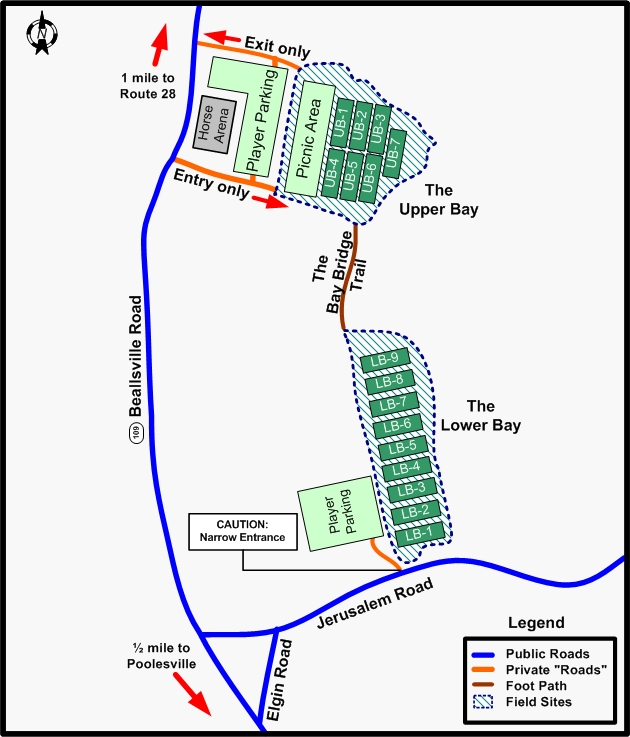 N
Exit only
1 mile to
Route 28
Horse
Arena
Player Parking
Picnic Area
UB-1
UB-2
UB-3
UB-4
UB-5
UB-6
UB-7
Entry only
The
Upper Bay
The
Bay Bridge
Trail
Beallsville Road
109
LB-9
LB-8
LB-7
LB-6
LB-5
LB-4
LB-3
LB-2
LB-1
The
Lower Bay
Player
Parking
CAUTION:
Narrow Entrance
Jerusalem Road
½ mile to
Poolesville
Elgin Road
Legend
Public Roads
Private "Roads"
Foot Path
Field Sites